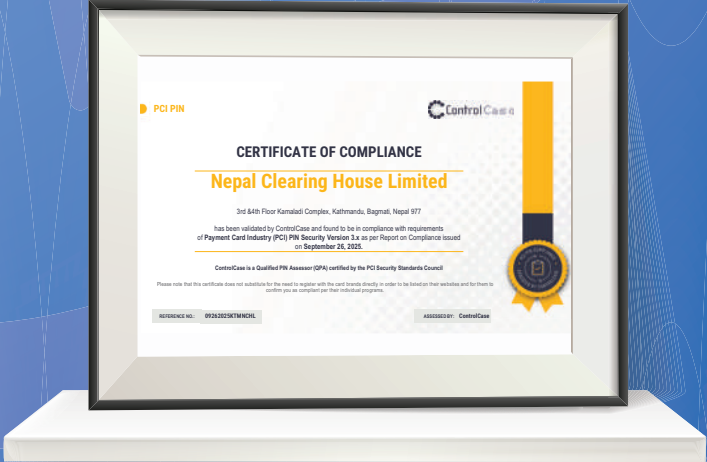 PCI PIN
ControlCase
CERTIFICATE OF COMPLIANCE
Nepal Clearing House Limited
3rd &4th Floor Kamaladi Complex, Kathmandu, Bagmati, Nepal 977
has been validated by ControlCase and found to be in compliance with requirements
of Payment Card Industry (PCI) PIN Security Version 3.x as per Report on Compliance issued
on September 26, 2025.
ControlCase is a Qualified PIN Assessor (QPA) certified by the PCI Security Standards Council
Please note that this certificate does not substitute for the need to register with the card brands directly in order to be listed on their websites and for them to
confirm you as compliant per their individual programs.
REFERENCE NO.: 09262025KTMNCHL
ASSESSED BY: ControlCase